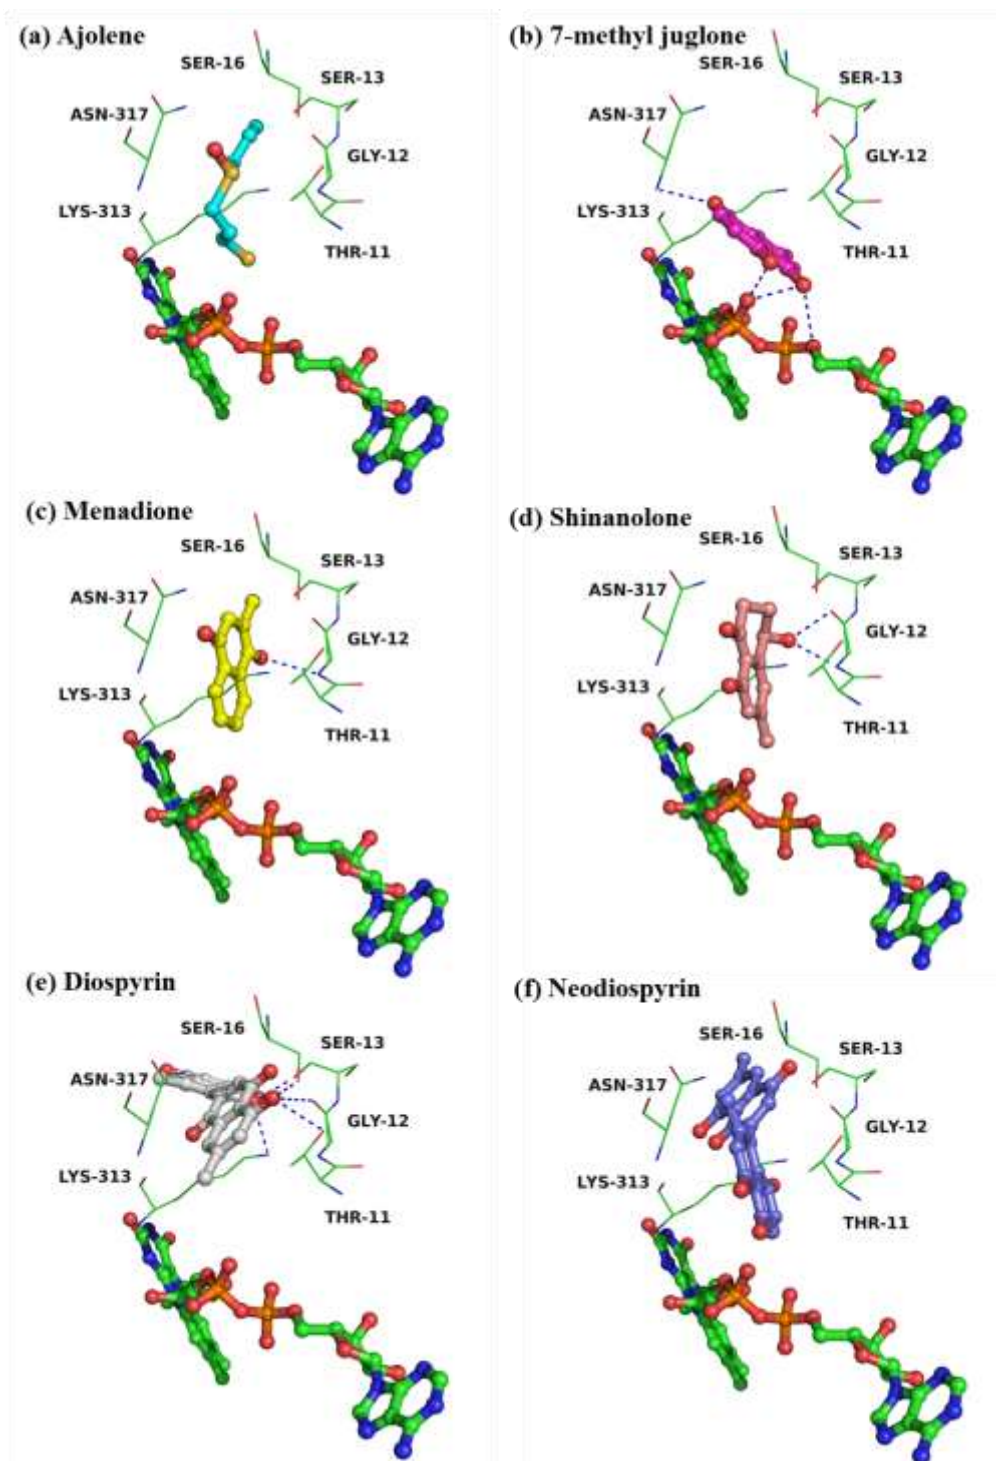 (a) Ajolene
SER-16
SER-13
ASN-317
GLY-12
LYS-313
THR-11
(b) 7-methyl juglone
SER-16
SER-13
ASN-317
GLY-12
LYS-313
THR-11
(c) Menadione
SER-16
SER-13
ASN-317
GLY-12
LYS-313
THR-11
(d) Shinanolone
SER-16
SER-13
ASN-317
GLY-12
LYS-313
THR-11
(e) Diospyrin
SER-16
SER-13
ASN-317
GLY-12
LYS-313
THR-11
(f) Neodiospyrin
SER-16
SER-13
ASN-317
GLY-12
LYS-313
THR-11